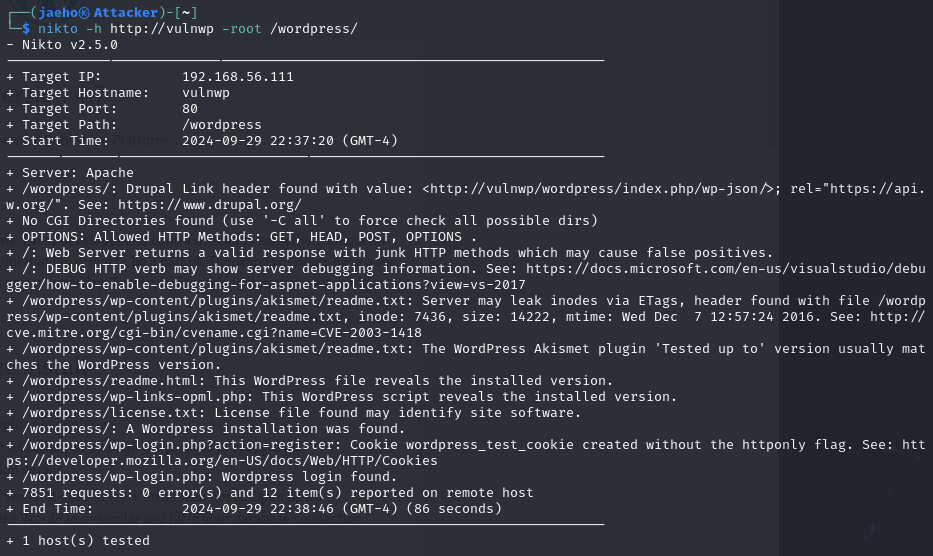 ┌──(jaeho㉿Attacker)-[~]
└─$ nikto -h http://vulnwp -root /wordpress/
- Nikto v2.5.0
+ Target IP:          192.168.56.111
+ Target Hostname:    vulnwp
+ Target Port:        80
+ Target Path:        /wordpress
+ Start Time:         2024-09-29 22:37:20 (GMT-4)
+ Server: Apache
+ /wordpress/: Drupal Link header found with value: <http://vulnwp/wordpress/index.php/wp-json/>; rel="https://api.
w.org/". See: https://www.drupal.org/
+ No CGI Directories found (use '-C all' to force check all possible dirs)
+ OPTIONS: Allowed HTTP Methods: GET, HEAD, POST, OPTIONS .
+ /: Web Server returns a valid response with junk HTTP methods which may cause false positives.
+ /: DEBUG HTTP verb may show server debugging information. See: https://docs.microsoft.com/en-us/visualstudio/debu
gger/how-to-enable-debugging-for-aspnet-applications?view=vs-2017
+ /wordpress/wp-content/plugins/akismet/readme.txt: Server may leak inodes via ETags, header found with file /wordp
ress/wp-content/plugins/akismet/readme.txt, inode: 7436, size: 14222, mtime: Wed Dec  7 12:57:24 2016. See: http://
cve.mitre.org/cgi-bin/cvename.cgi?name=CVE-2003-1418
+ /wordpress/wp-content/plugins/akismet/readme.txt: The WordPress Akismet plugin 'Tested up to' version usually mat
ches the WordPress version.
+ /wordpress/readme.html: This WordPress file reveals the installed version.
+ /wordpress/wp-links-opml.php: This WordPress script reveals the installed version.
+ /wordpress/license.txt: License file found may identify site software.
+ /wordpress/: A Wordpress installation was found.
+ /wordpress/wp-login.php?action=register: Cookie wordpress_test_cookie created without the httponly flag. See: htt
ps://developer.mozilla.org/en-US/docs/Web/HTTP/Cookies
+ /wordpress/wp-login.php: Wordpress login found.
+ 7851 requests: 0 error(s) and 12 item(s) reported on remote host
+ End Time:           2024-09-29 22:38:46 (GMT-4) (86 seconds)
+ 1 host(s) tested